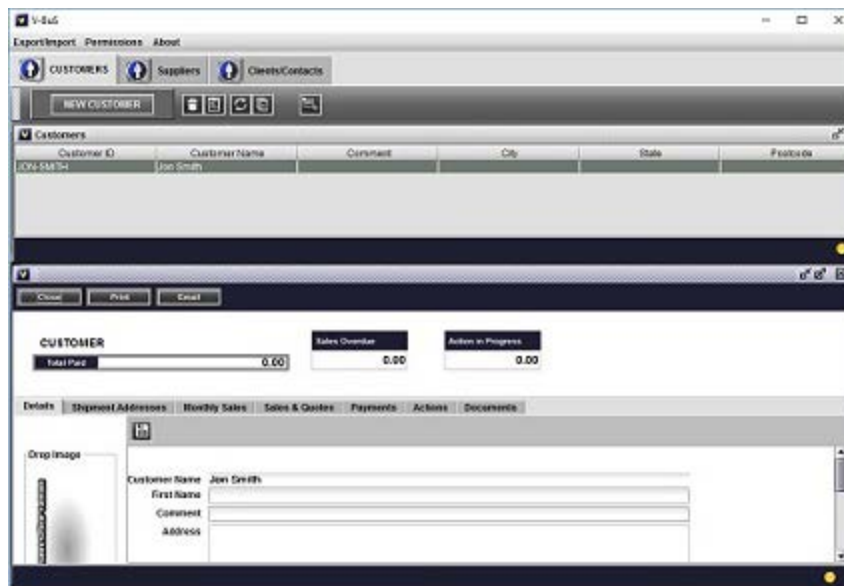 V-BuS
Export/Import Permissions About
CUSTOMERS Suppliers Clients/Contacts
NEW CUSTOMER
Customers
Customer ID Customer Name Comment City State Postcode
JON-SMITH Jon Smith
Close Print Email
CUSTOMER
Sales Overdue Action in Progress
Total Paid 0.00 0.00 0.00
Details Shipment Addresses Monthly Sales Sales & Quotes Payments Actions Documents
Drop Image
Customer Name Jon Smith
First Name
Comment
Address